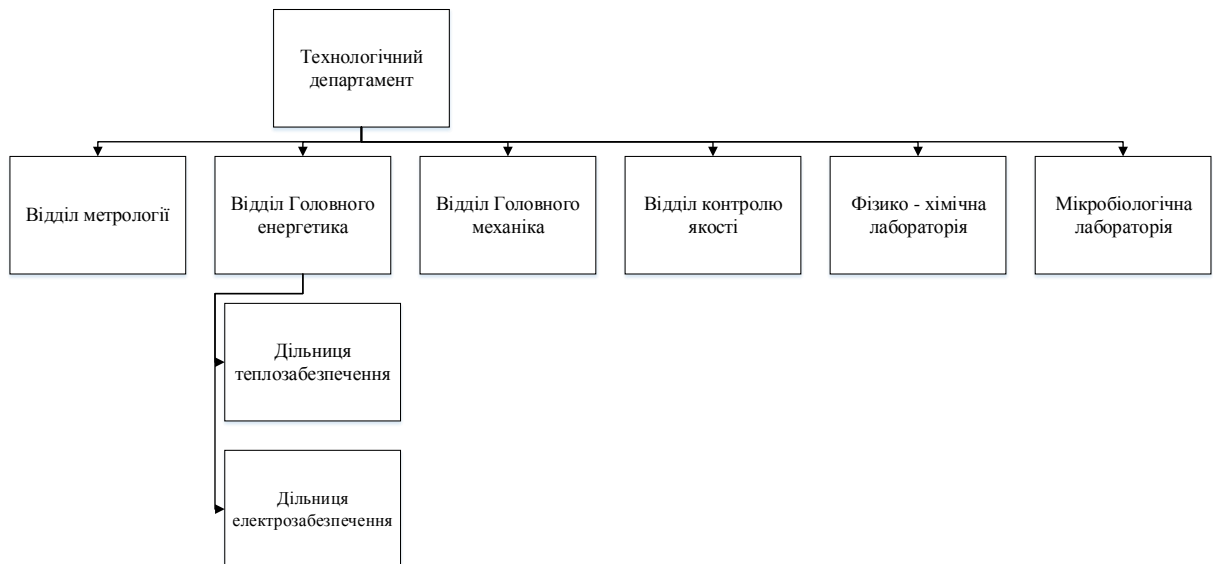 Технологічний
департамент
Відділ метрології
Відділ Головного
енергетика
Відділ Головного
механіка
Відділ контролю
якості
Фізико - хімічна
лабораторія
Мікробіологічна
лабораторія
Дільниця
теплозабезпечення
Дільниця
електрозабезпечення